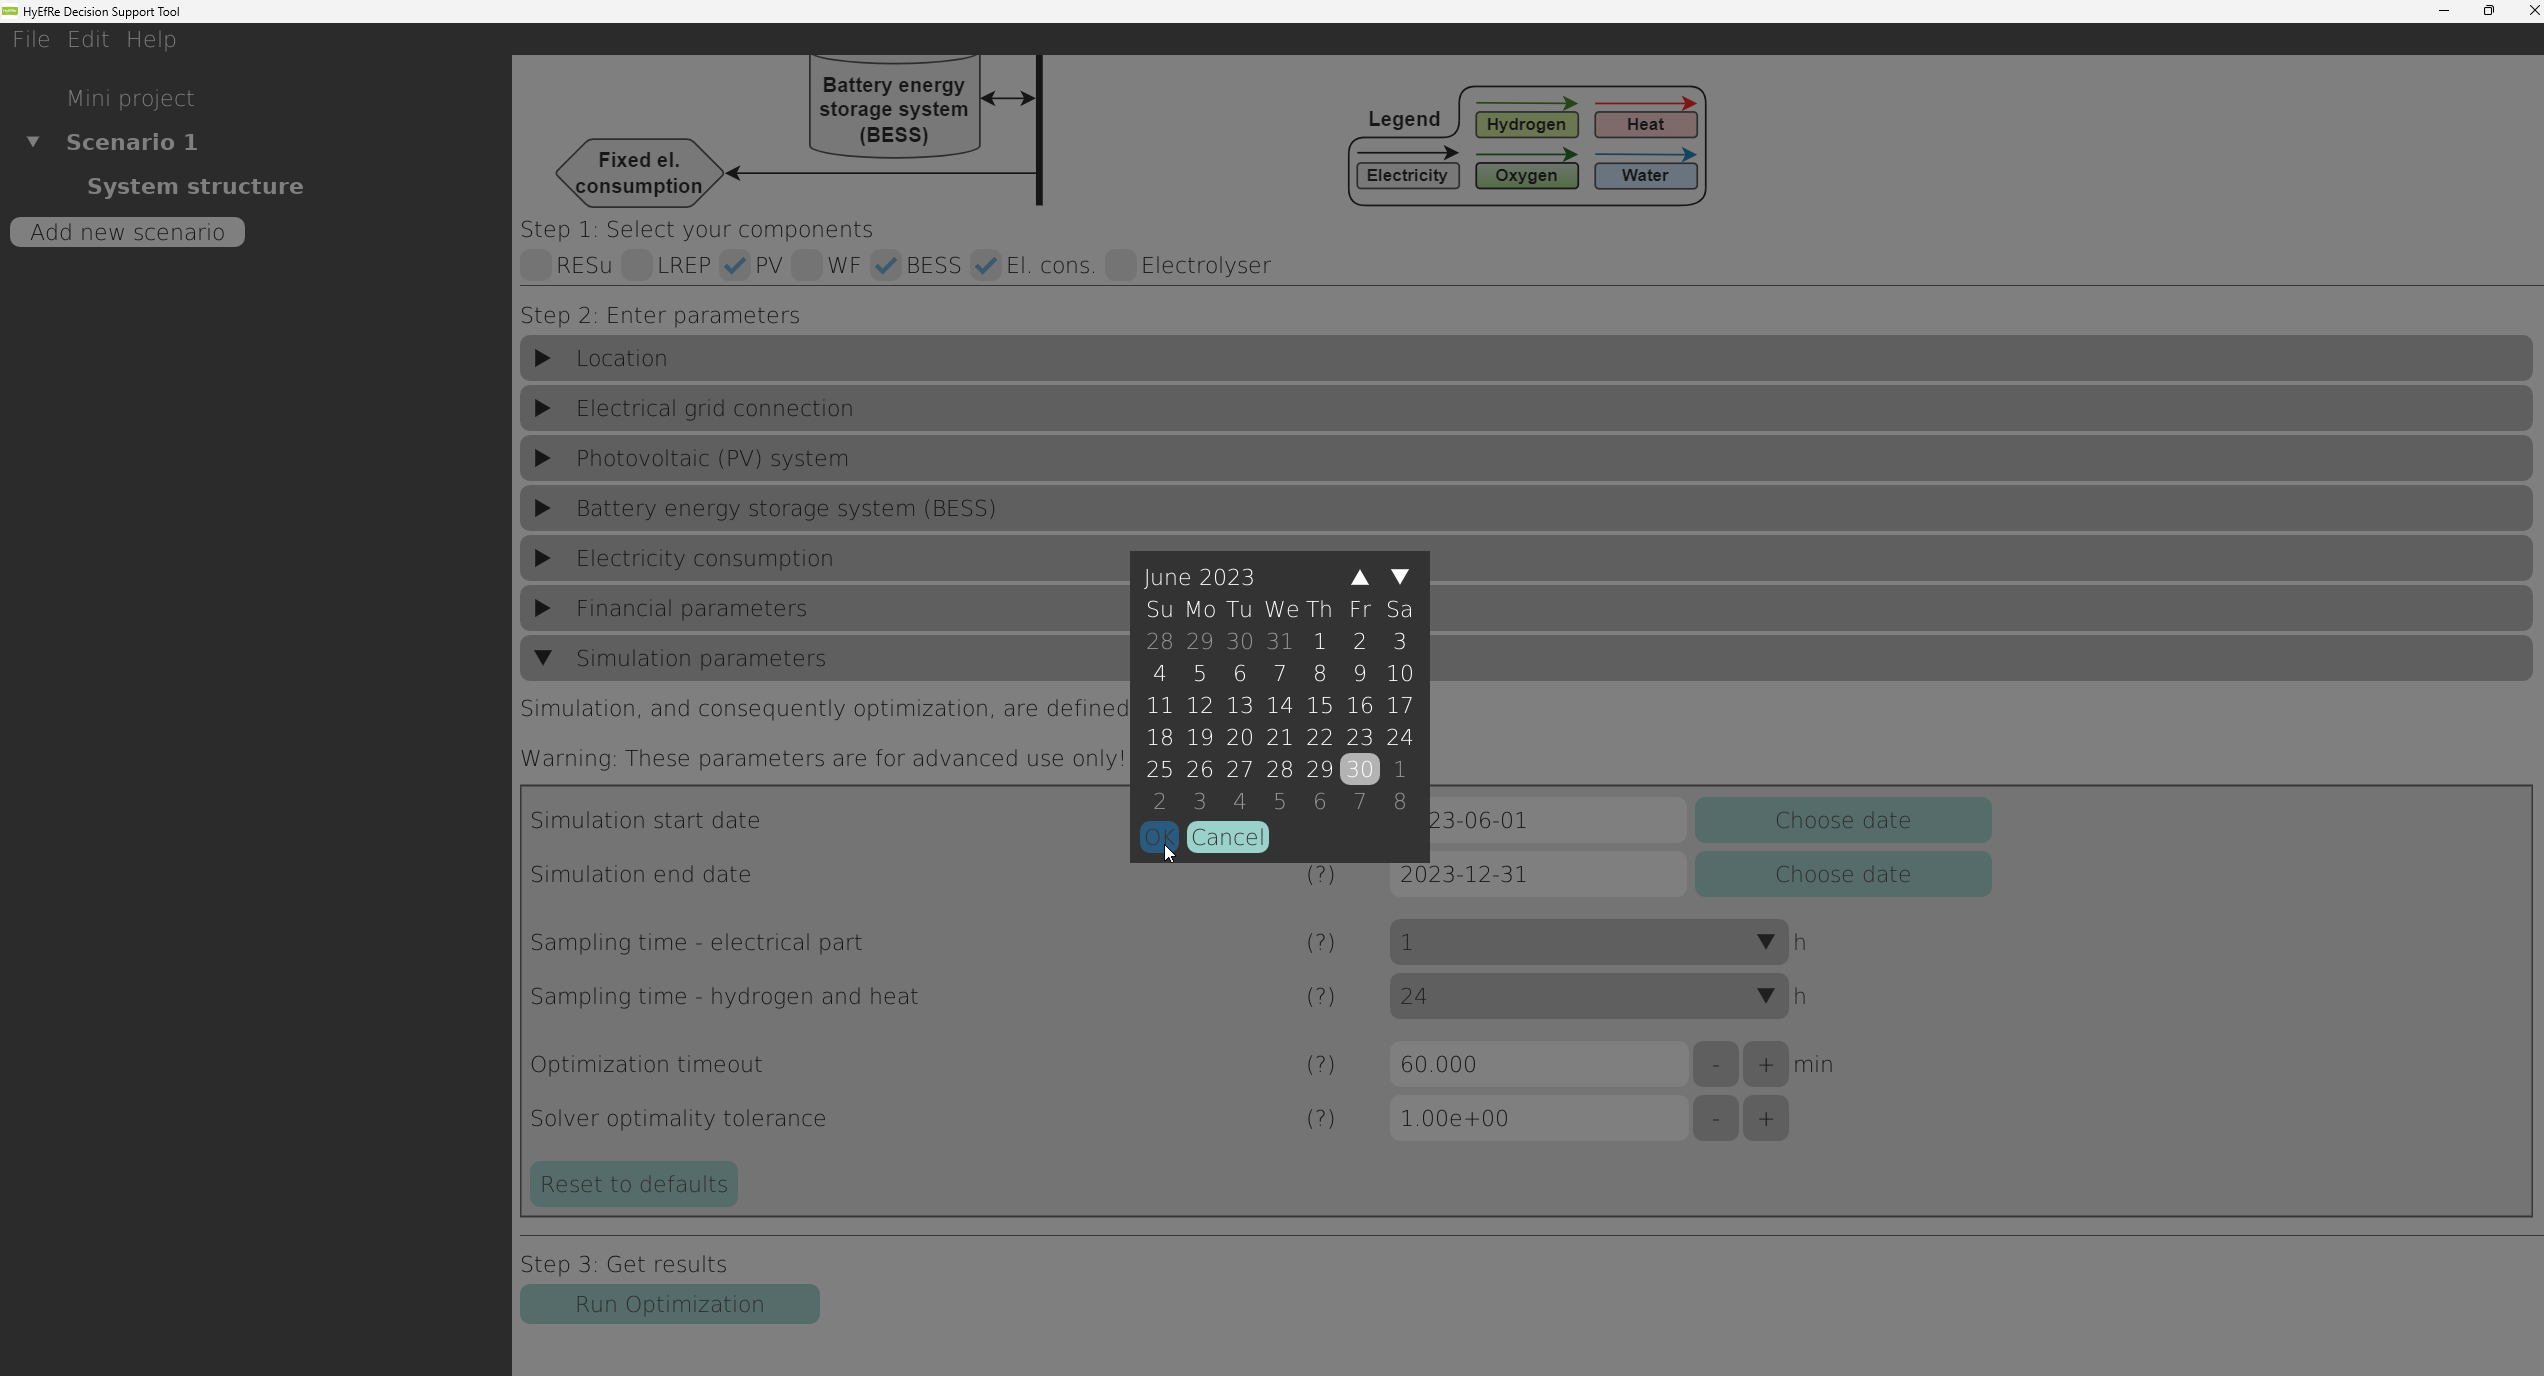 HyEfRe Decision Support Tool
File Edit Help
Mini project
Scenario 1
System structure
Add new scenario
Battery energy
storage system
(BESS)
Fixed el.
consumption
Legend
Hydrogen
Heat
Electricity
Oxygen
Water
Step 1: Select your components
RESu LREP PV WF BESS El. cons. Electrolyser
Step 2: Enter parameters
Location
Electrical grid connection
Photovoltaic (PV) system
Battery energy storage system (BESS)
Electricity consumption
Financial parameters
Simulation parameters
Simulation, and consequently optimization, are defined
Warning: These parameters are for advanced use only!
June 2023
Su Mo Tu We Th Fr Sa
28 29 30 31 1 2 3
4 5 6 7 8 9 10
11 12 13 14 15 16 17
18 19 20 21 22 23 24
25 26 27 28 29 30 1
2 3 4 5 6 7 8
OK Cancel
Simulation start date 23-06-01 Choose date
Simulation end date (?) 2023-12-31 Choose date
Sampling time - electrical part (?) 1 h
Sampling time - hydrogen and heat (?) 24 h
Optimization timeout (?) 60.000 - + min
Solver optimality tolerance (?) 1.00e+00 - +
Reset to defaults
Step 3: Get results
Run Optimization